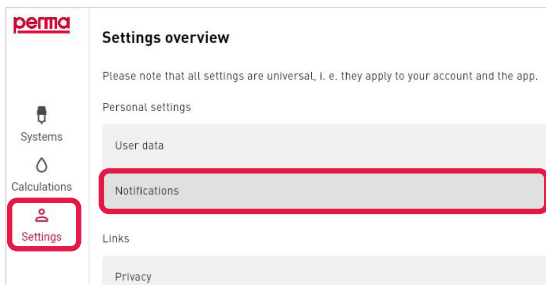 perma
Settings overview
Please note that all settings are universal, i. e. they apply to your account and the app.
Personal settings
Systems
User data
Calculations
Notifications
Settings
Links
Privacy